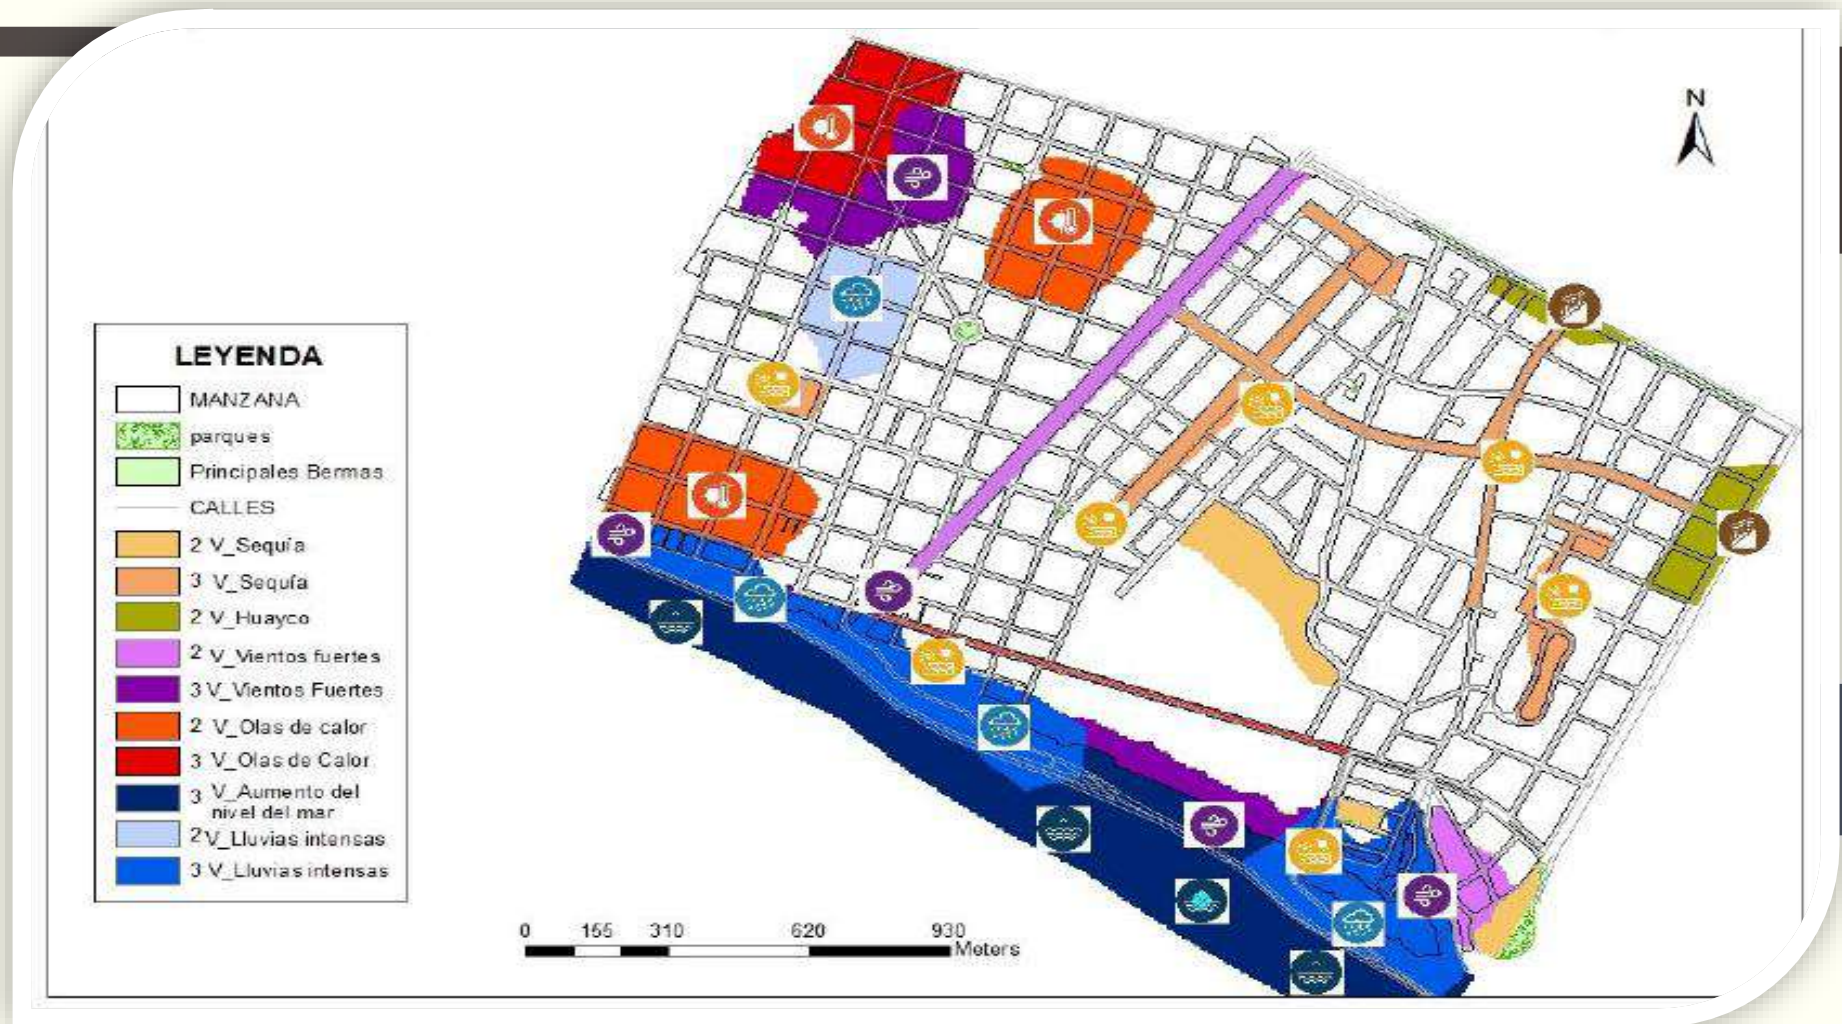 N
LEYENDA
MANZANA
parques
Principales Bermas
CALLES
2 V_Sequía
3 V_Sequía
2 V_Huayco
2 V_Vientos fuertes
3 V_Vientos Fuertes
2 V_Olas de calor
3 V_Olas de Calor
3 V_Aumento del
nivel del mar
2 V_Lluvias intensas
3 V_Lluvias intensas
0 155 310 620 930
Meters